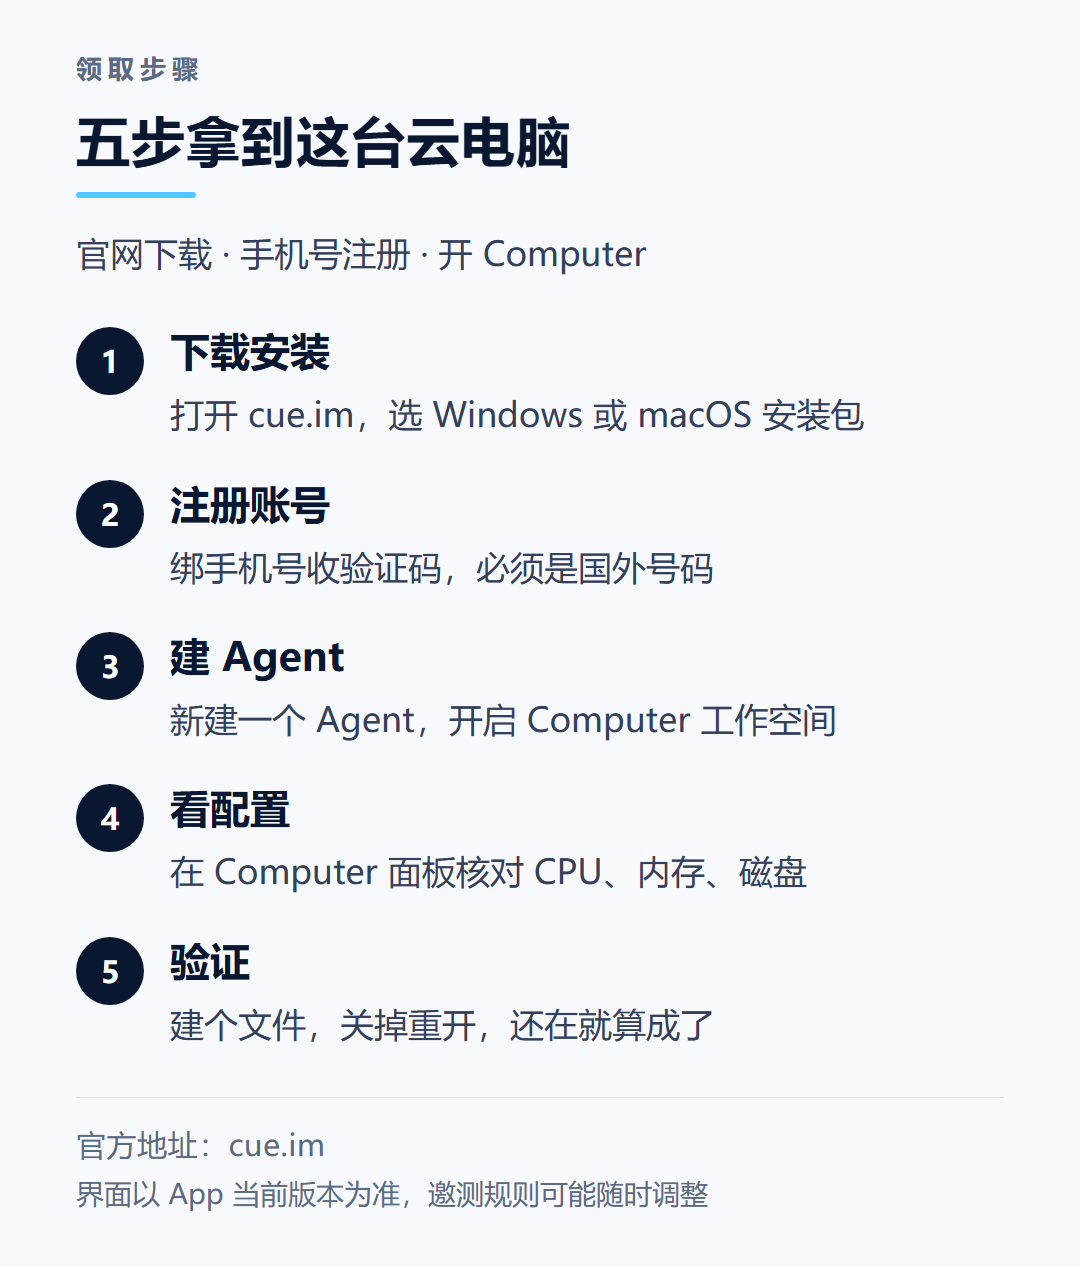 领取步骤
五步拿到这台云电脑
官网下载 · 手机号注册 · 开 Computer
1
下载安装
打开 cue.im，选 Windows 或 macOS 安装包
2
注册账号
绑手机号收验证码，必须是国外号码
3
建 Agent
新建一个 Agent，开启 Computer 工作空间
4
看配置
在 Computer 面板核对 CPU、内存、磁盘
5
验证
建个文件，关掉重开，还在就算成了
官方地址：cue.im
界面以 App 当前版本为准，邀测规则可能随时调整